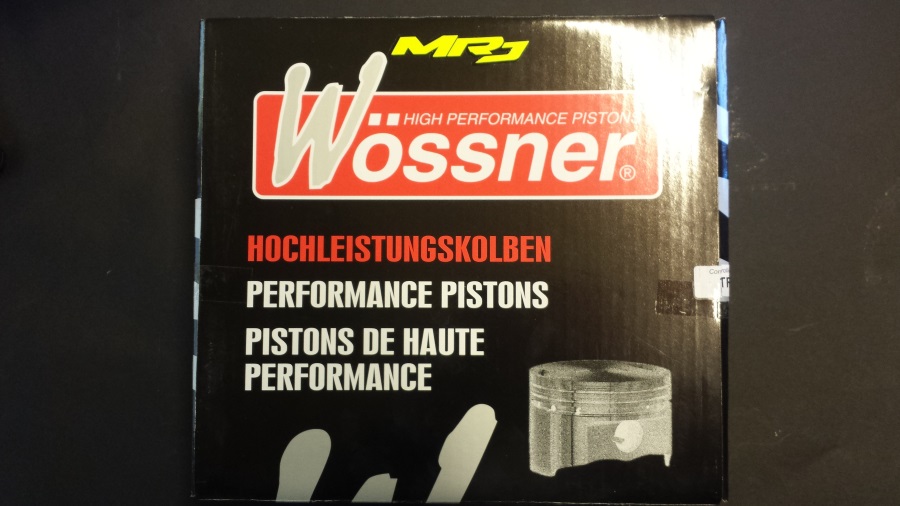 MRJ
HIGH PERFORMANCE PISTONS
Wössner®
HOCHLEISTUNGSKOLBEN
PERFORMANCE PISTONS
PISTONS DE HAUTE
PERFORMANCE